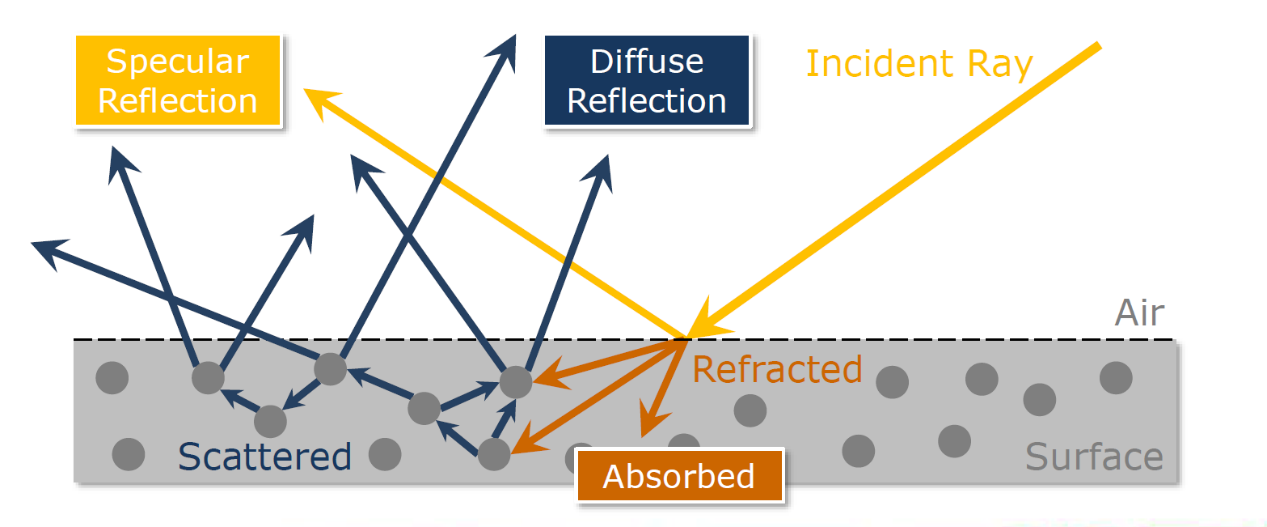 Specular
Reflection
Diffuse
Reflection
Incident Ray
Air
Refracted
Scattered
Surface
Absorbed